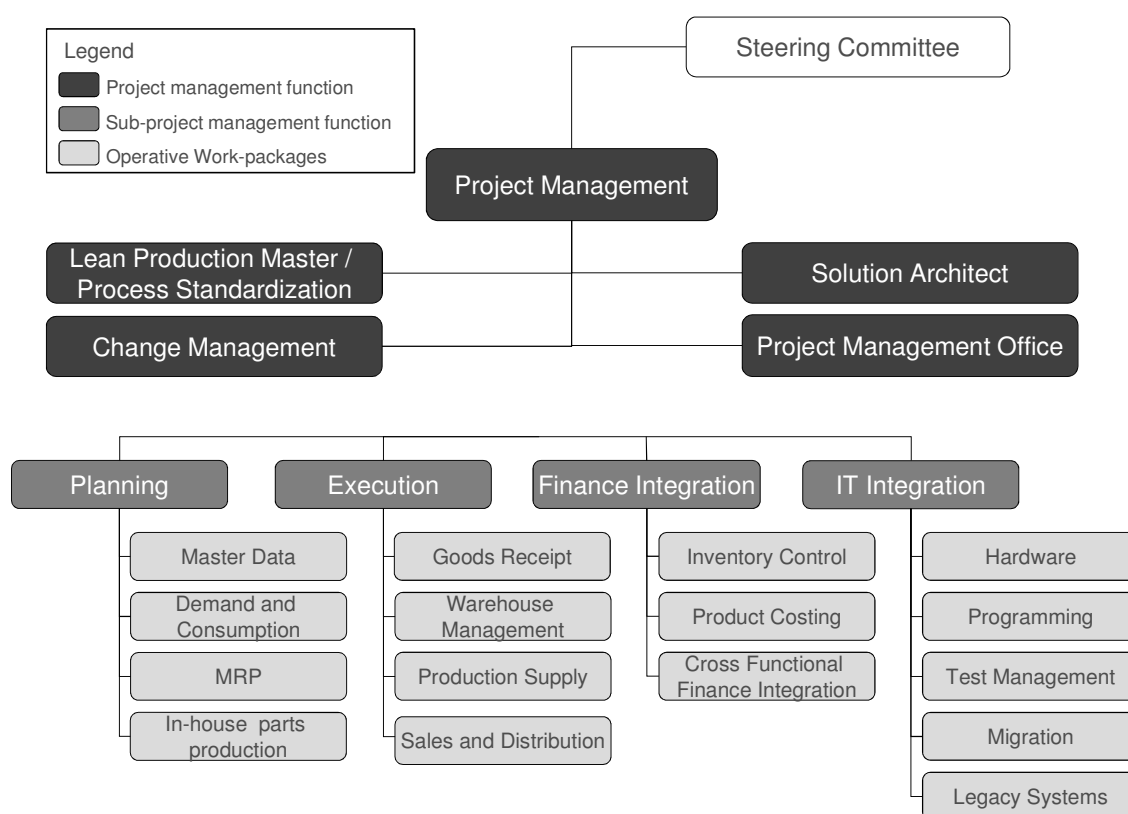 Legend
Project management function
Sub-project management function
Operative Work-packages
Steering Committee
Project Management
Lean Production Master /
Process Standardization
Solution Architect
Change Management
Project Management Office
Planning
Execution
Finance Integration
IT Integration
Master Data
Demand and
Consumption
MRP
In-house parts
production
Goods Receipt
Warehouse
Management
Production Supply
Sales and Distribution
Inventory Control
Product Costing
Cross Functional
Finance Integration
Hardware
Programming
Test Management
Migration
Legacy Systems